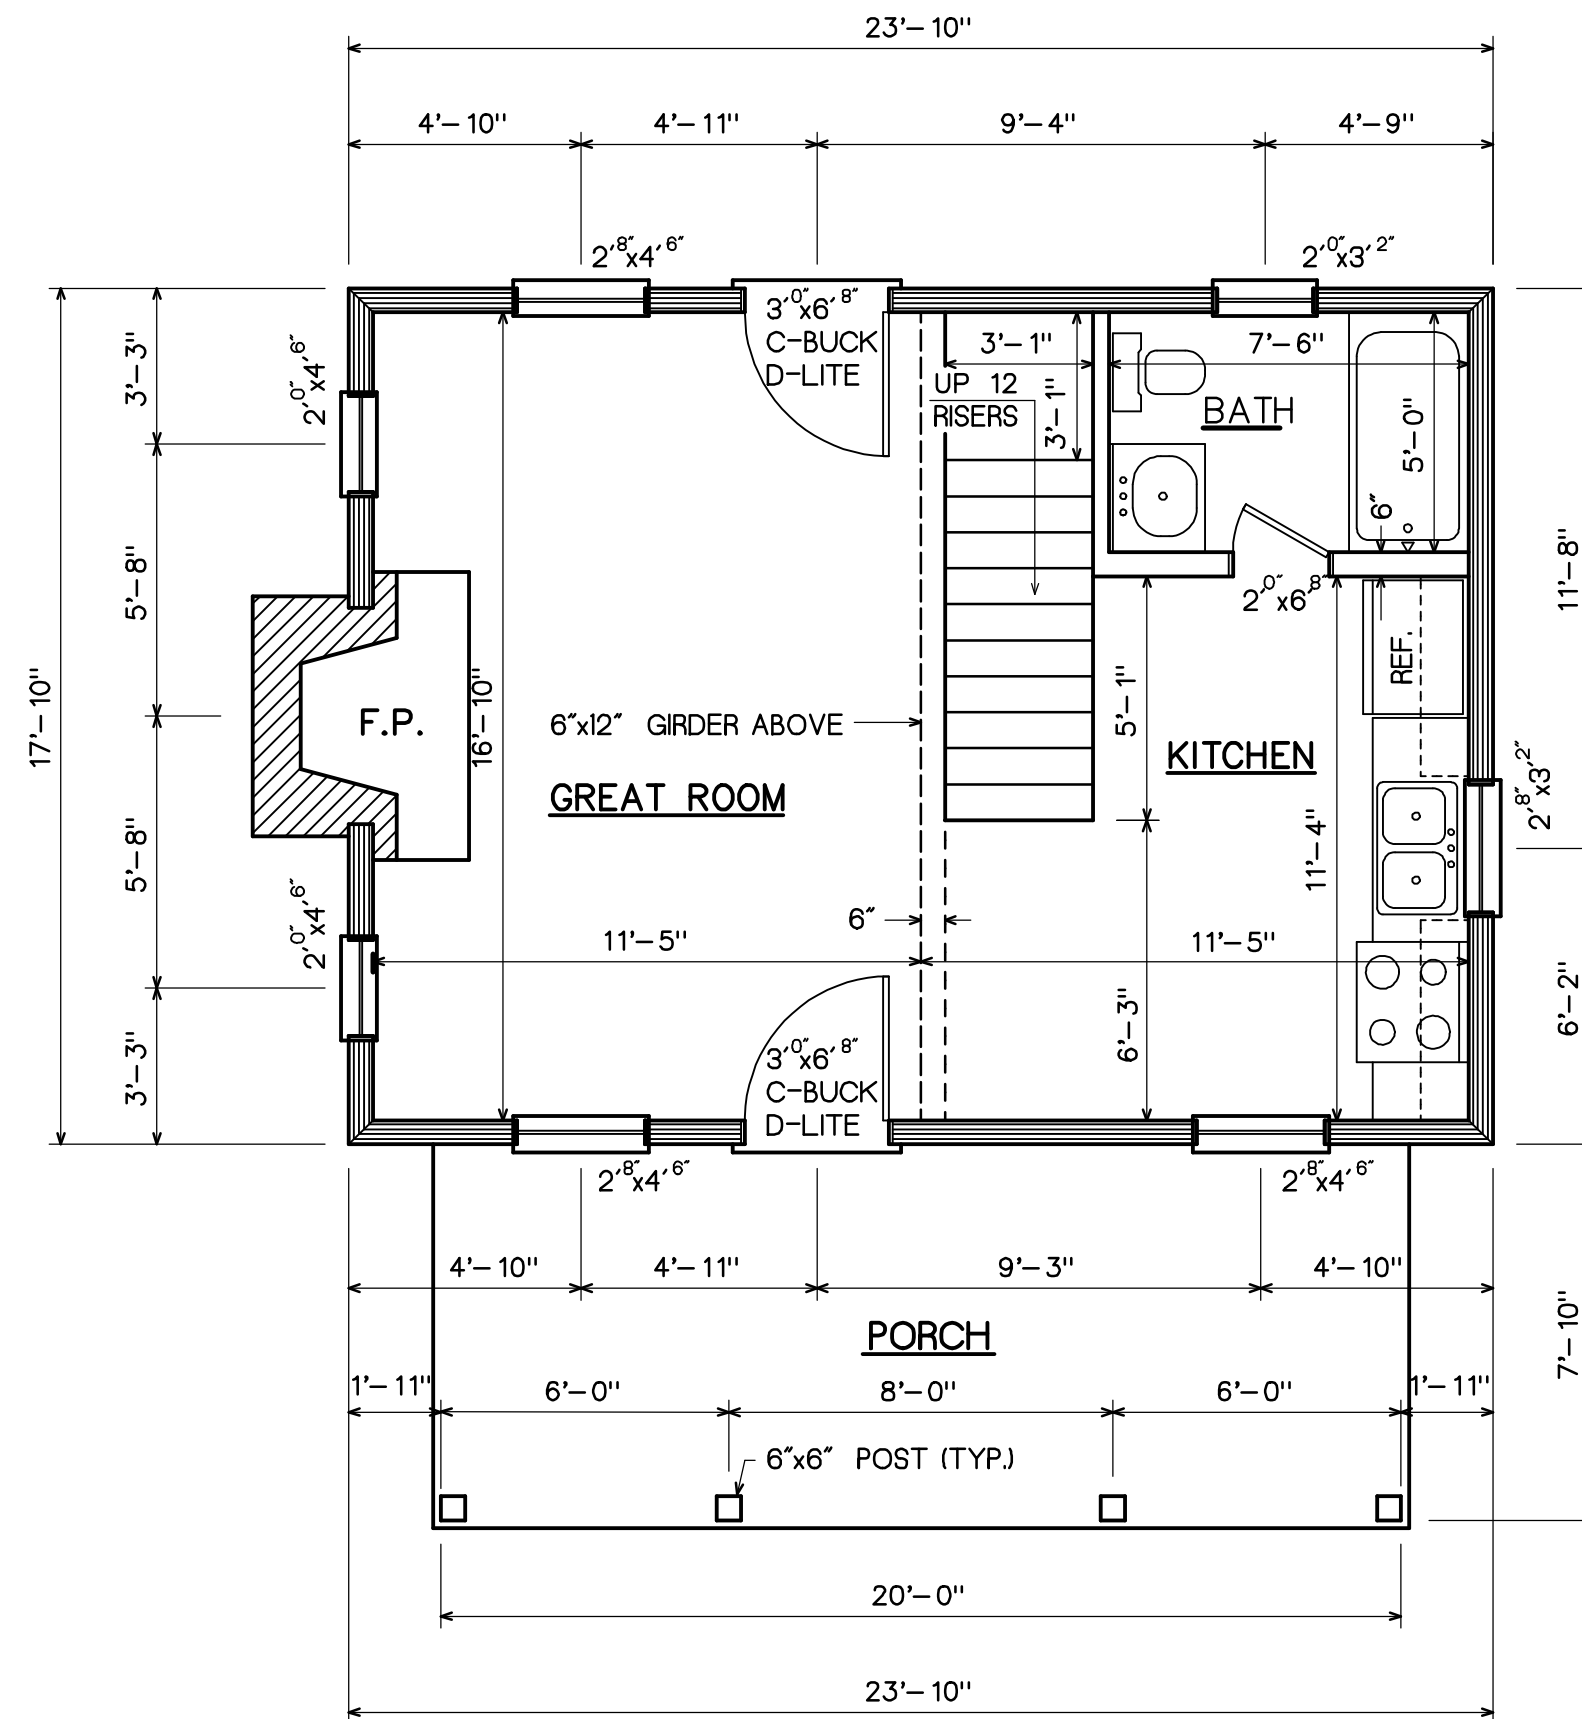 23'-10"
4'-10" 4'-11" 9'-4" 4'-9"
2'8"x4'6" 2'0"x3'2"
3'0"x6'8"
C-BUCK
D-LITE
3'-1" 7'-6"
UP 12
RISERS
3'-1"
BATH
5'-0"
6"
3'-3"
2'0"x4'6"
5'-8"
11'-8"
2'0"x6'8"
REF.
17'-10"
F.P.
16'-10"
6"x12" GIRDER ABOVE
5'-1"
KITCHEN
GREAT ROOM
2'8"x3'2"
11'-4"
5'-8"
2'0"x4'6"
6"
11'-5" 11'-5"
6'-3"
6'-2"
3'-3"
3'0"x6'8"
C-BUCK
D-LITE
2'8"x4'6" 2'8"x4'6"
4'-10" 4'-11" 9'-3" 4'-10"
PORCH
7'-10"
1'-11" 6'-0" 8'-0" 6'-0" 1'-11"
6"x6" POST (TYP.)
20'-0"
23'-10"